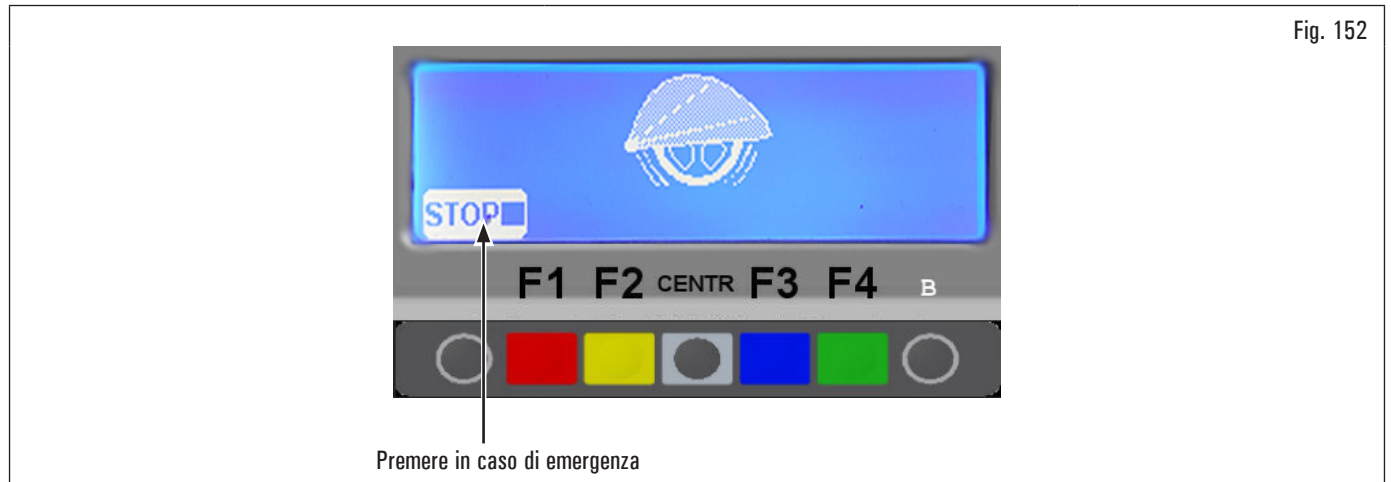 Fig. 152
STOP
F1 F2 CENTR F3 F4 B
Premere in caso di emergenza